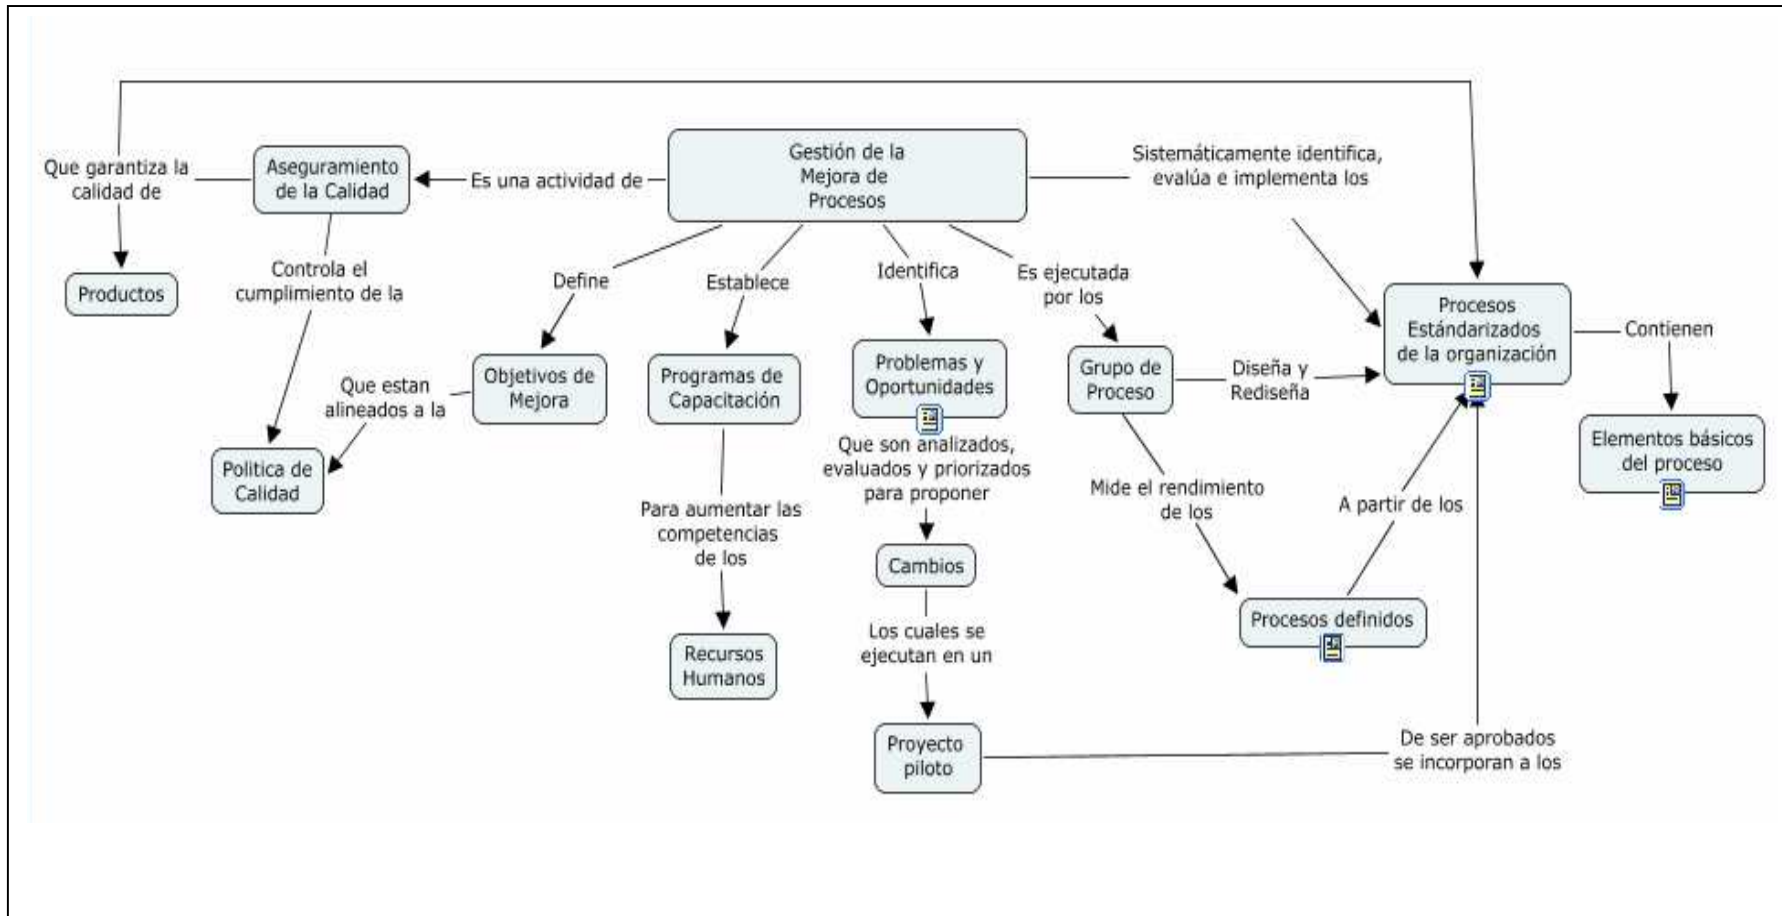 Gestión de la
Mejora de
Procesos
Es una actividad de
Aseguramiento
de la Calidad
Que garantiza la
calidad de
Productos
Controla el
cumplimiento de la
Politica de
Calidad
Define
Objetivos de
Mejora
Que estan
alineados a la
Establece
Programas de
Capacitación
Para aumentar las
competencias
de los
Recursos
Humanos
Identifica
Problemas y
Oportunidades
Que son analizados,
evaluados y priorizados
para proponer
Cambios
Los cuales se
ejecutan en un
Proyecto
piloto
De ser aprobados
se incorporan a los
Es ejecutada
por los
Grupo de
Proceso
Diseña y
Rediseña
Mide el rendimiento
de los
Procesos definidos
A partir de los
Sistemáticamente identifica,
evalúa e implementa los
Procesos
Estándarizados
de la organización
Contienen
Elementos básicos
del proceso